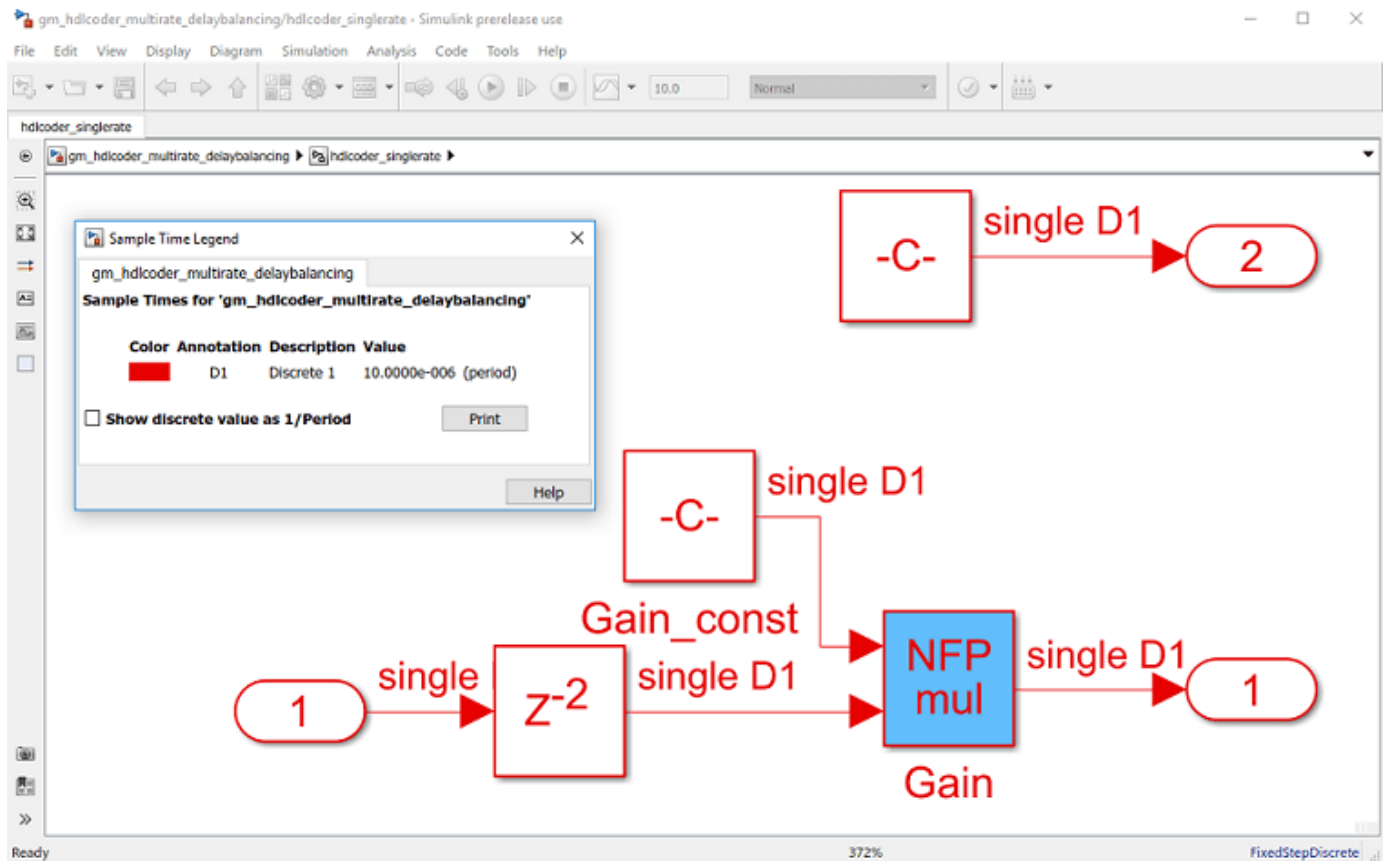 gm_hdlcoder_multirate_delaybalancing/hdlcoder_singlerate - Simulink prerelease use
File Edit View Display Diagram Simulation Analysis Code Tools Help
10.0 Normal
hdlcoder_singlerate
gm_hdlcoder_multirate_delaybalancing hdlcoder_singlerate
Sample Time Legend
gm_hdlcoder_multirate_delaybalancing
Sample Times for 'gm_hdlcoder_multirate_delaybalancing'
Color Annotation Description Value
D1 Discrete 1 10.0000e-006 (period)
Show discrete value as 1/Period Print
Help
-C- single D1 2
-C- single D1
Gain_const
1 single Z-2 single D1 NFP mul single D1 1
Gain
Ready 372% FixedStepDiscrete